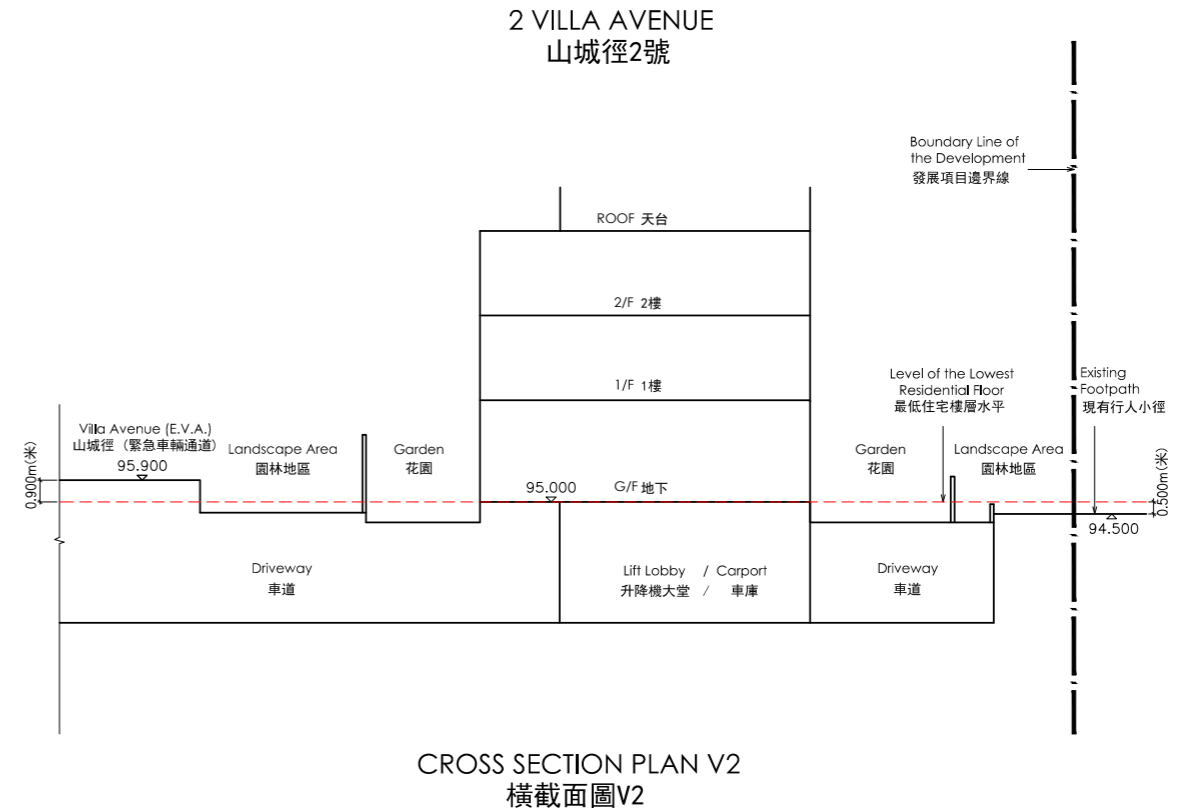 2 VILLA AVENUE
山城徑2號
Boundary Line of
the Development
發展項目邊界線
ROOF 天台
2/F 2樓
1/F 1樓
Level of the Lowest
Residential Floor
最低住宅樓層水平
Existing
Footpath
現有行人小徑
Villa Avenue (E.V.A.)
山城徑（緊急車輛通道）
95.900
0.900m(米)
Landscape Area
園林地區
Garden
花園
95.000
G/F 地下
Garden
花園
Landscape Area
園林地區
0.500m(米)
94.500
Driveway
車道
Lift Lobby / Carport
升降機大堂 / 車庫
Driveway
車道
CROSS SECTION PLAN V2
橫截面圖V2